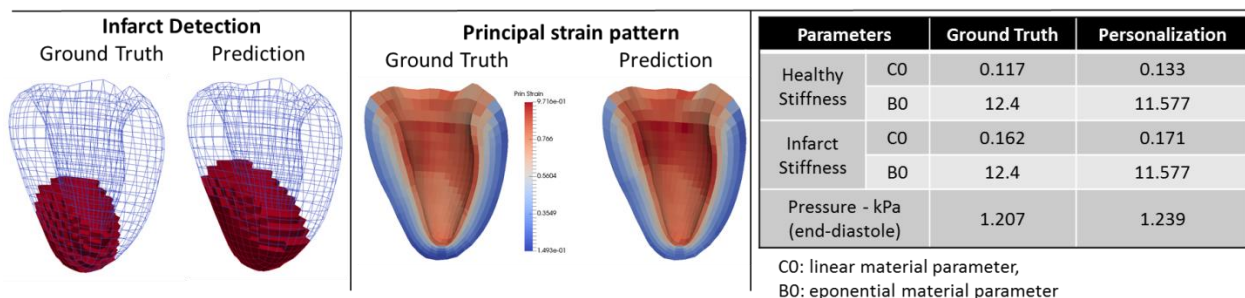 Infarct Detection
Ground Truth
Prediction
Principal strain pattern
Ground Truth
Prediction
Prin Strain
9.716e-01
0.766
0.5604
0.3549
1.493e-01
Parameters Ground Truth Personalization
Healthy Stiffness C0 0.117 0.133
B0 12.4 11.577
Infarct Stiffness C0 0.162 0.171
B0 12.4 11.577
Pressure - kPa
(end-diastole) 1.207 1.239
C0: linear material parameter,
B0: eponential material parameter